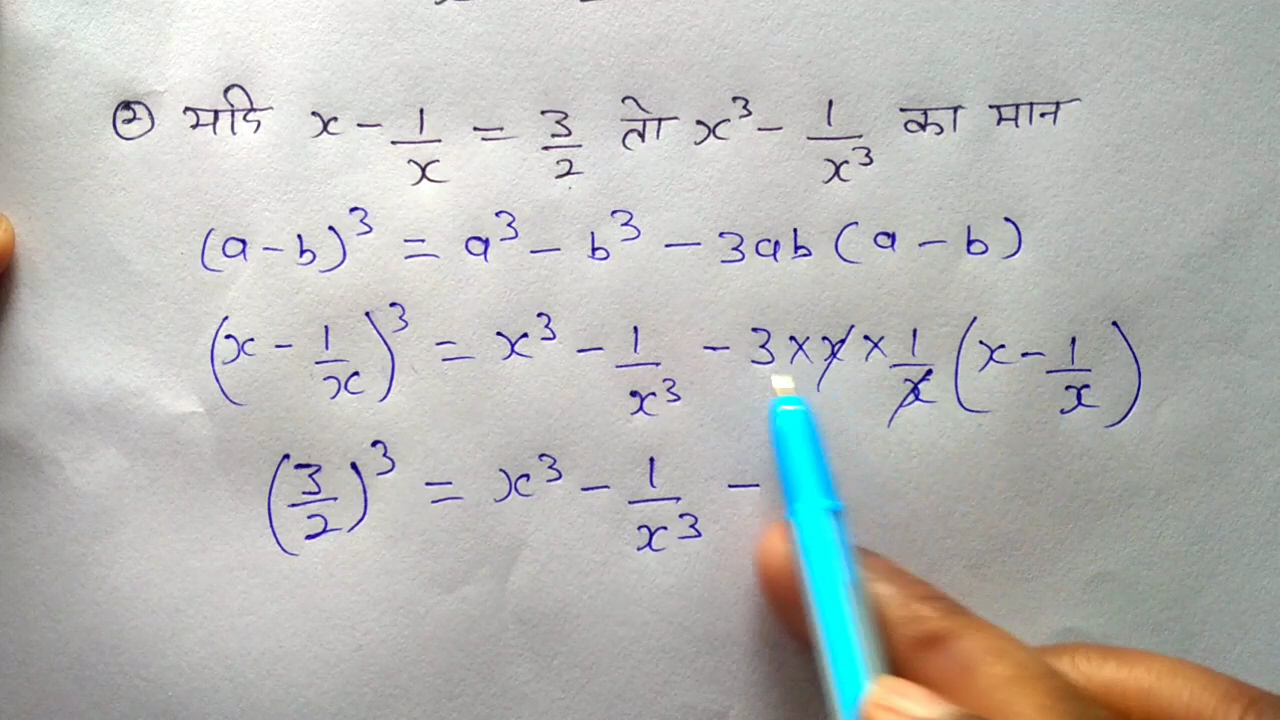 ② यदि x - 1/x = 3/2 तो x³ - 1/x³ का मान
(a-b)³ = a³ - b³ - 3ab (a - b)
(x - 1/x)³ = x³ - 1/x³ - 3 × x × 1/x (x - 1/x)
(3/2)³ = x³ - 1/x³ -